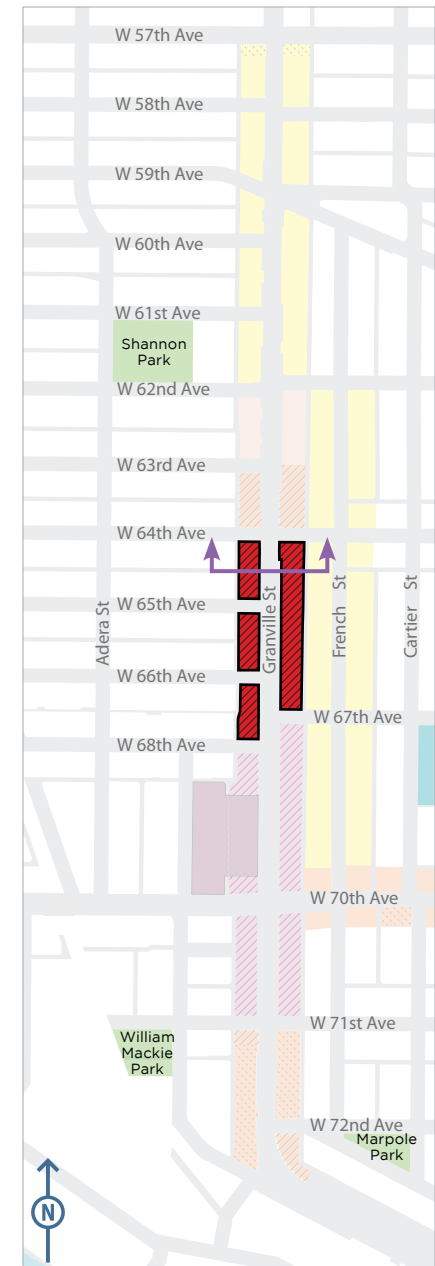 W 57th Ave
W 58th Ave
W 59th Ave
W 60th Ave
W 61st Ave
Shannon
Park
W 62nd Ave
W 63rd Ave
W 64th Ave
W 65th Ave
Adera St
Granville St
French St
Cartier St
W 66th Ave
W 67th Ave
W 68th Ave
W 70th Ave
W 71st Ave
William
Mackie
Park
W 72nd Ave
Marpole
Park
N